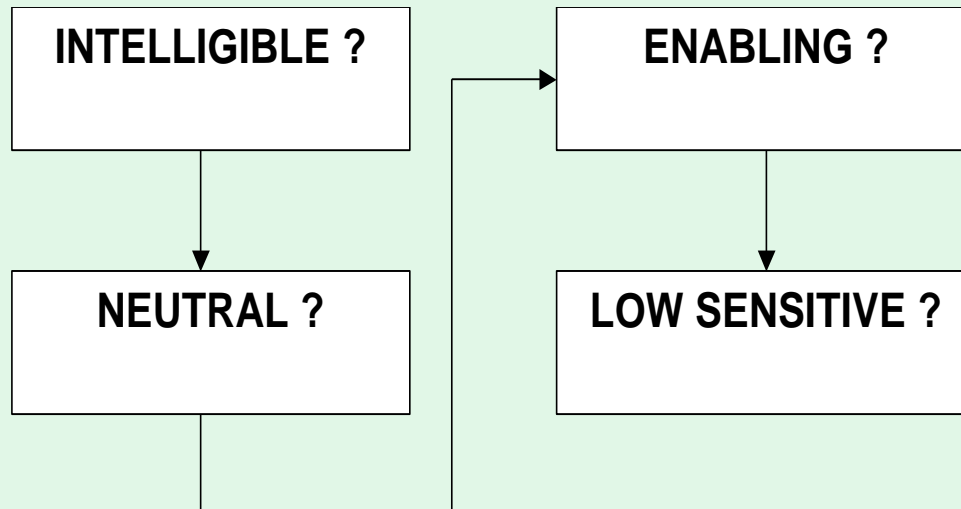 INTELLIGIBLE ?
NEUTRAL ?
ENABLING ?
LOW SENSITIVE ?